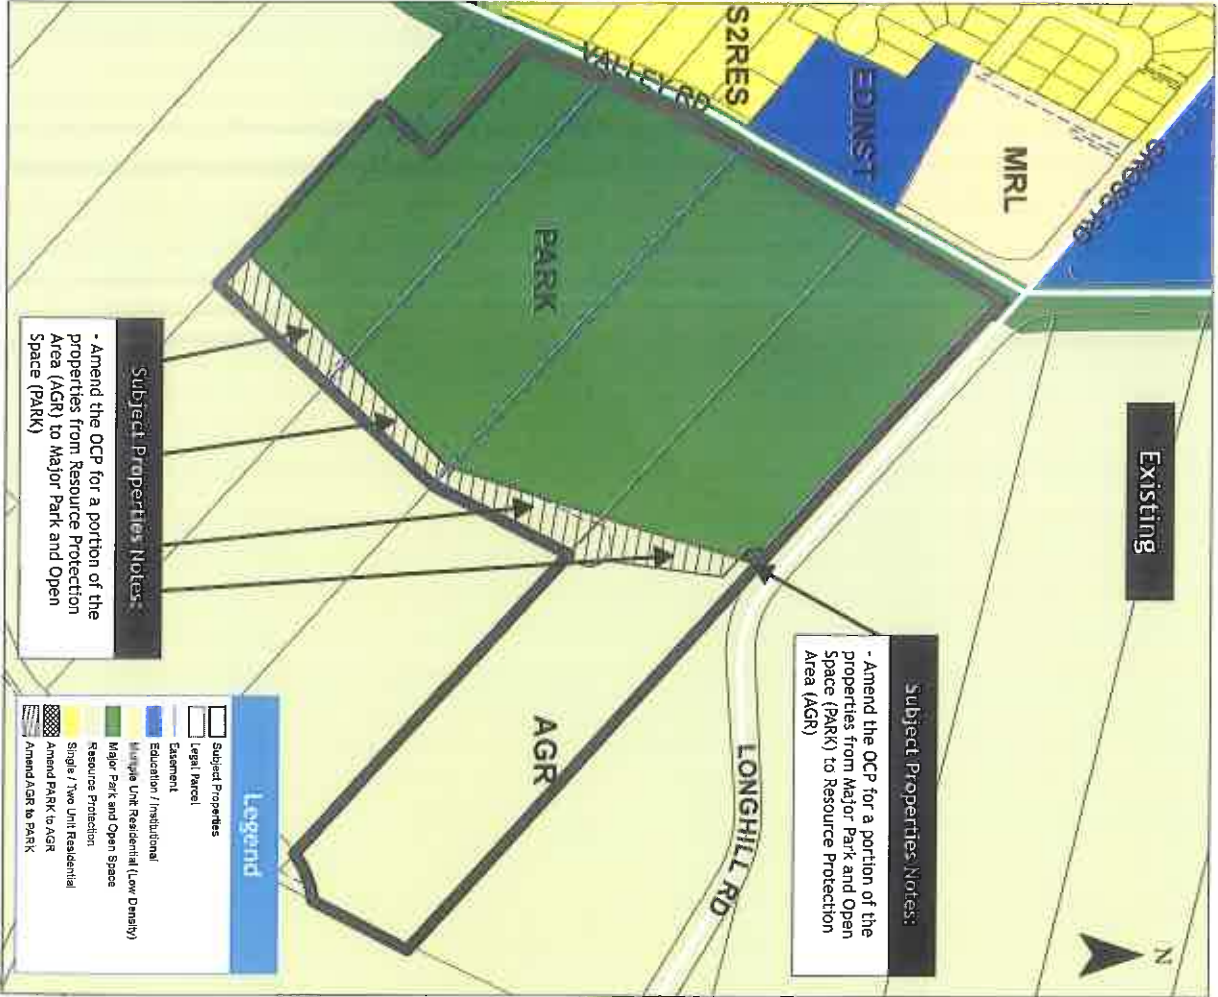 Existing
N
CROSS RD
MRL
EDINST
S2RES
VALLEY RD
PARK
AGR
LONGHILL RD
Subject Properties Notes:
- Amend the OCP for a portion of the
properties from Major Park and Open
Space (PARK) to Resource Protection
Area (AGR)
Subject Properties Notes:
- Amend the OCP for a portion of the
properties from Resource Protection
Area (AGR) to Major Park and Open
Space (PARK)
Legend
Subject Properties
Legal Parcel
Easement
Education / Institutional
Multiple Unit Residential (Low Density)
Major Park and Open Space
Resource Protection
Single / Two Unit Residential
Amend PARK to AGR
Amend AGR to PARK